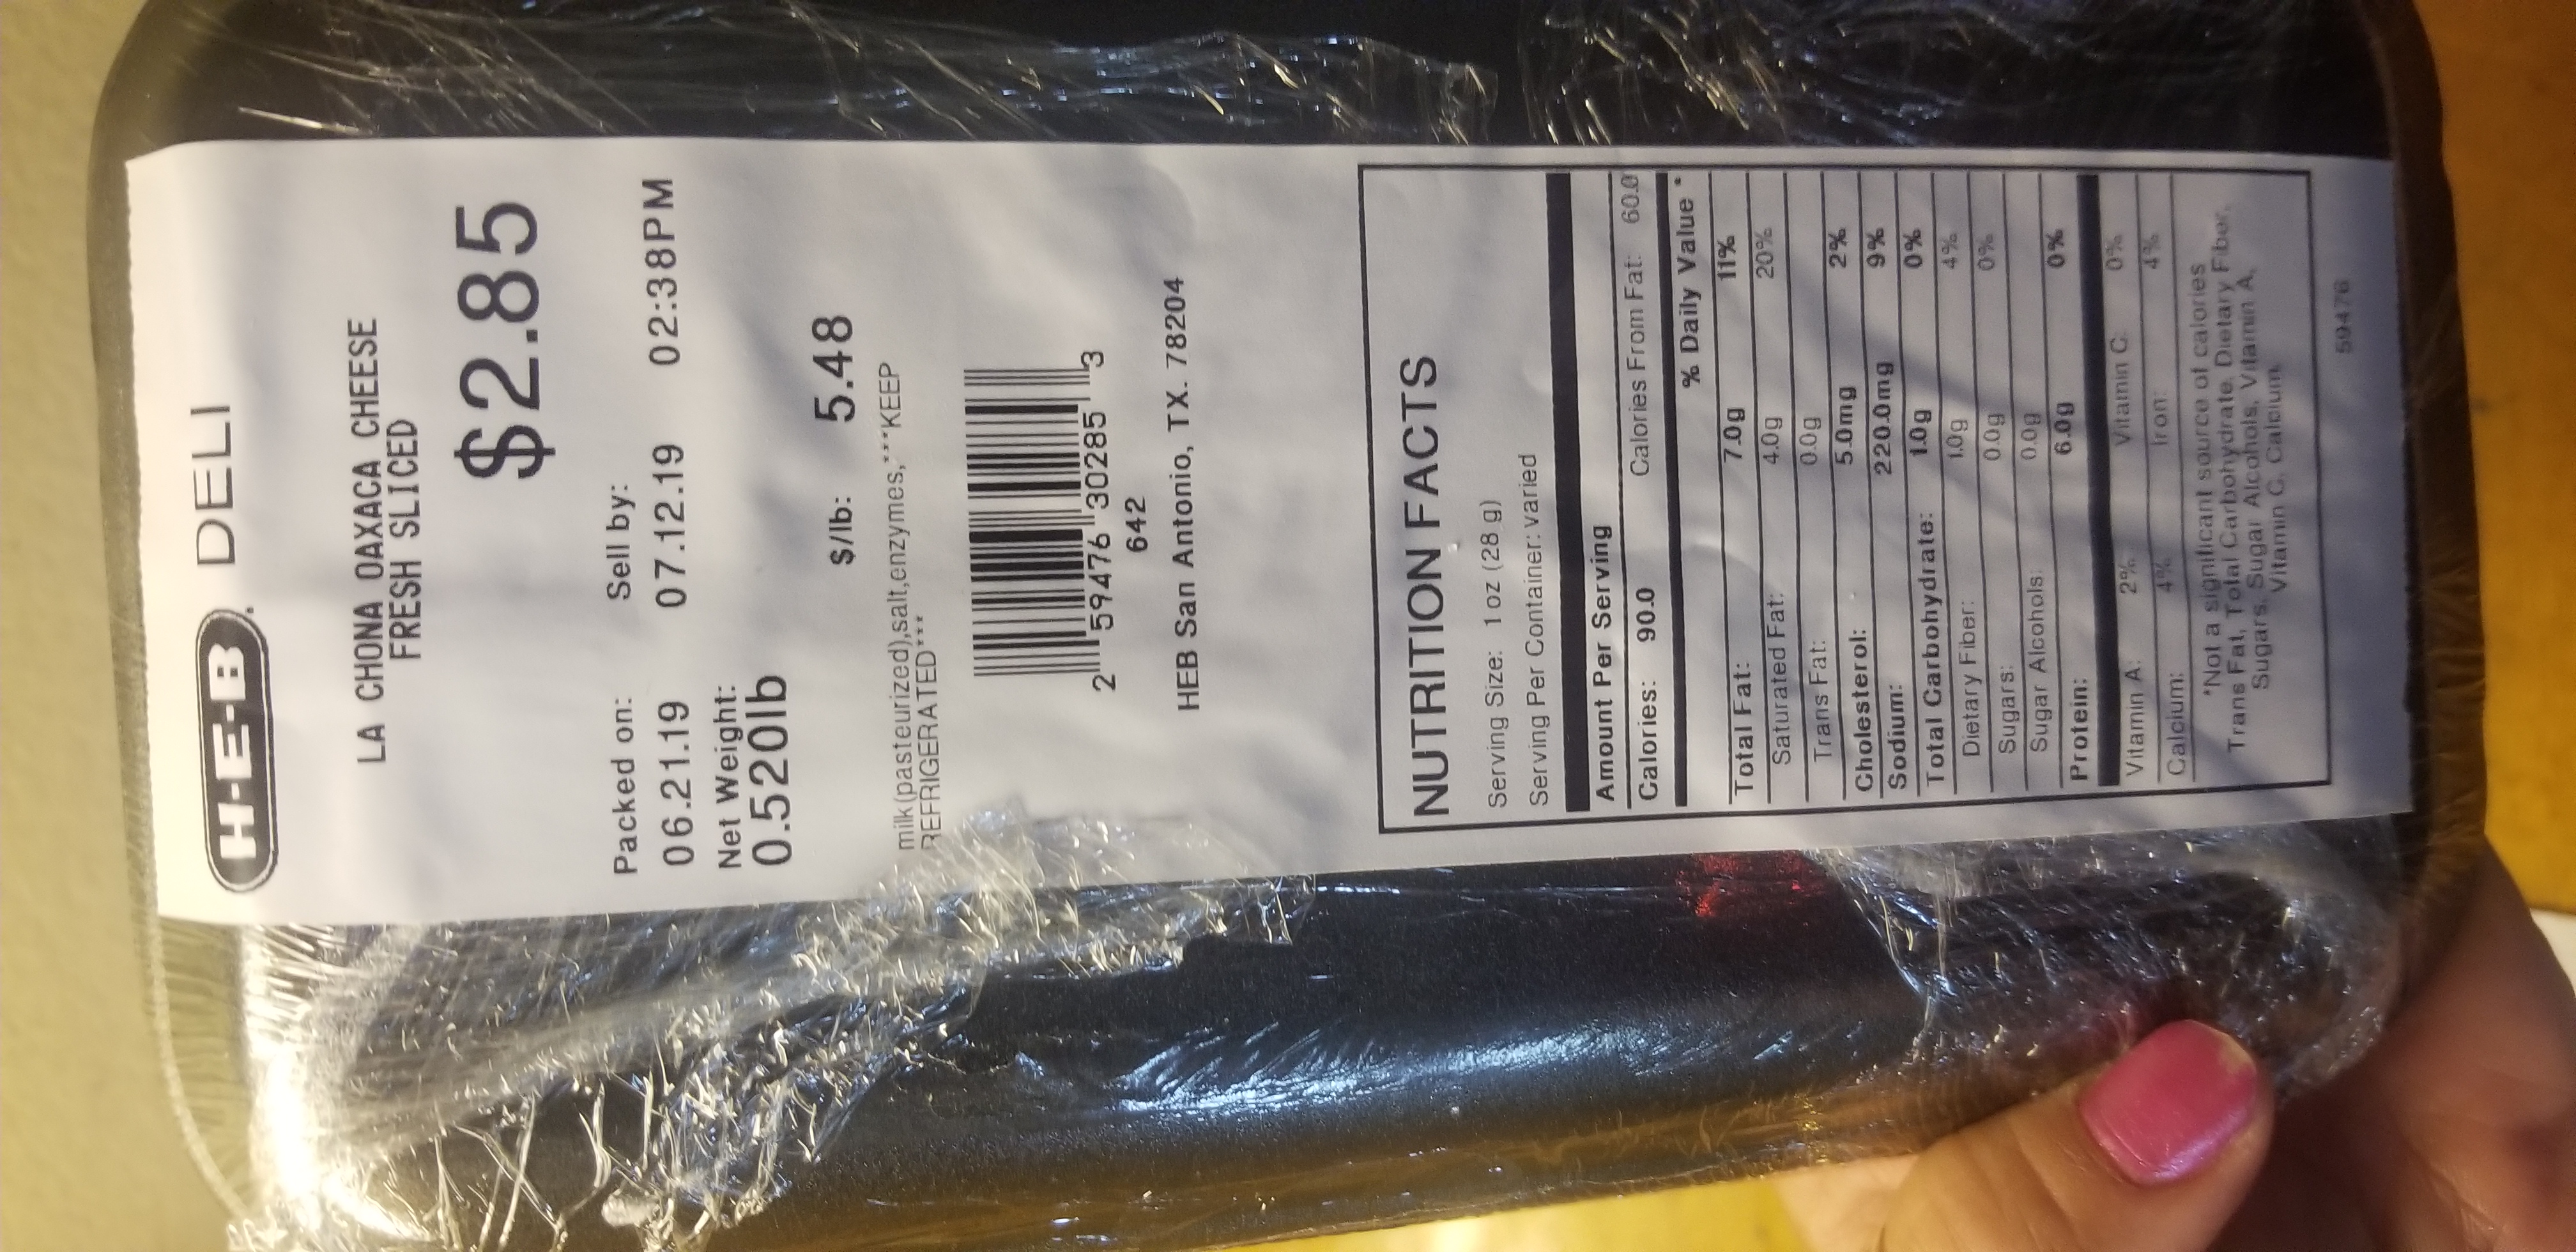 H-E-B DELI
LA CHONA OAXACA CHEESE
FRESH SLICED
$2.85
Packed on: Sell by:
06.21.19 07.12.19 02:38PM
Net Weight:
0.520lb
$/lb: 5.48
milk(pasteurized),salt,enzymes,***KEEP
REFRIGERATED***
2 59476 30285 3
642
HEB San Antonio, TX. 78204
NUTRITION FACTS
Serving Size: 1 oz (28 g)
Serving Per Container: varied
Amount Per Serving
Calories: 90.0 Calories From Fat: 60.0
% Daily Value *
Total Fat: 7.0g 11%
Saturated Fat: 4.0g 20%
Trans Fat: 0.0g
Cholesterol: 5.0mg 2%
Sodium: 220.0mg 9%
Total Carbohydrate: 1.0g 0%
Dietary Fiber: 1.0g 4%
Sugars: 0.0g 0%
Sugar Alcohols: 0.0g
Protein: 6.0g 0%
Vitamin A: 2% Vitamin C: 0%
Calcium: 4% Iron: 4%
*Not a significant source of calories
Trans Fat, Total Carbohydrate, Dietary Fiber,
Sugars, Sugar Alcohols, Vitamin A,
Vitamin C, Calcium,
59476